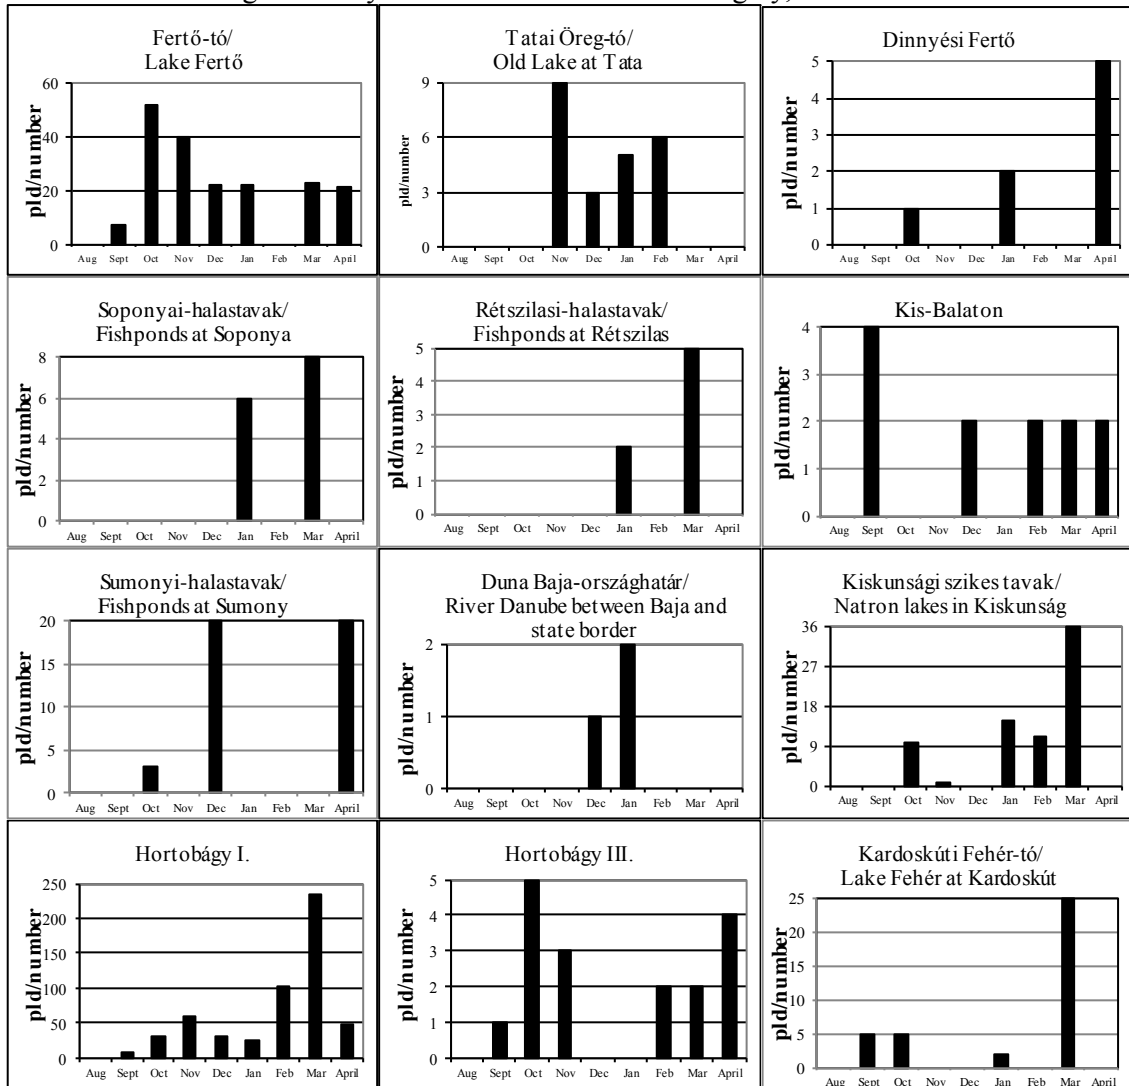 Fertő-tó/
Lake Fertő
pld/number
60
40
20
0
Aug Sept Oct Nov Dec Jan Feb Mar April
Tatai Öreg-tó/
Old Lake at Tata
pld/number
9
6
3
0
Aug Sept Oct Nov Dec Jan Feb Mar April
Dinnyési Fertő
pld/number
5
4
3
2
1
0
Aug Sept Oct Nov Dec Jan Feb Mar April
Soponyai-halastavak/
Fishponds at Soponya
pld/number
8
6
4
2
0
Aug Sept Oct Nov Dec Jan Feb Mar April
Rétszilasi-halastavak/
Fishponds at Rétszilas
pld/number
5
4
3
2
1
0
Aug Sept Oct Nov Dec Jan Feb Mar April
Kis-Balaton
pld/number
4
3
2
1
0
Aug Sept Oct Nov Dec Jan Feb Mar April
Sumonyi-halastavak/
Fishponds at Sumony
pld/number
20
15
10
5
0
Aug Sept Oct Nov Dec Jan Feb Mar April
Duna Baja-országhatár/
River Danube between Baja and
state border
pld/number
2
1
0
Aug Sept Oct Nov Dec Jan Feb Mar April
Kiskunsági szikes tavak/
Natron lakes in Kiskunság
pld/number
36
27
18
9
0
Aug Sept Oct Nov Dec Jan Feb Mar April
Hortobágy I.
pld/number
250
200
150
100
50
0
Aug Sept Oct Nov Dec Jan Feb Mar April
Hortobágy III.
pld/number
5
4
3
2
1
0
Aug Sept Oct Nov Dec Jan Feb Mar April
Kardoskúti Fehér-tó/
Lake Fehér at Kardoskút
pld/number
25
20
15
10
5
0
Aug Sept Oct Nov Dec Jan Feb Mar April